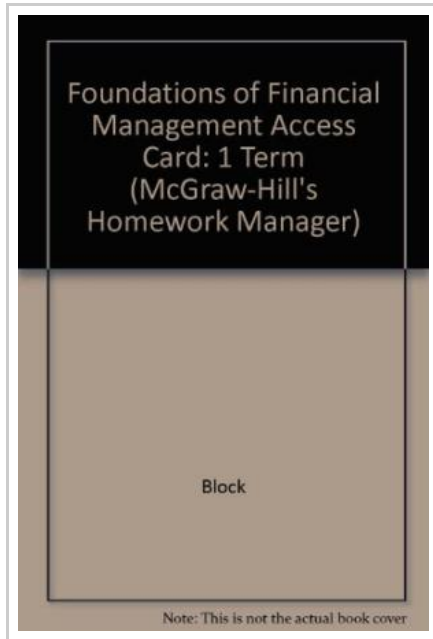 Foundations of Financial
Management Access
Card: 1 Term
(McGraw-Hill's
Homework Manager)
Block
Note: This is not the actual book cover